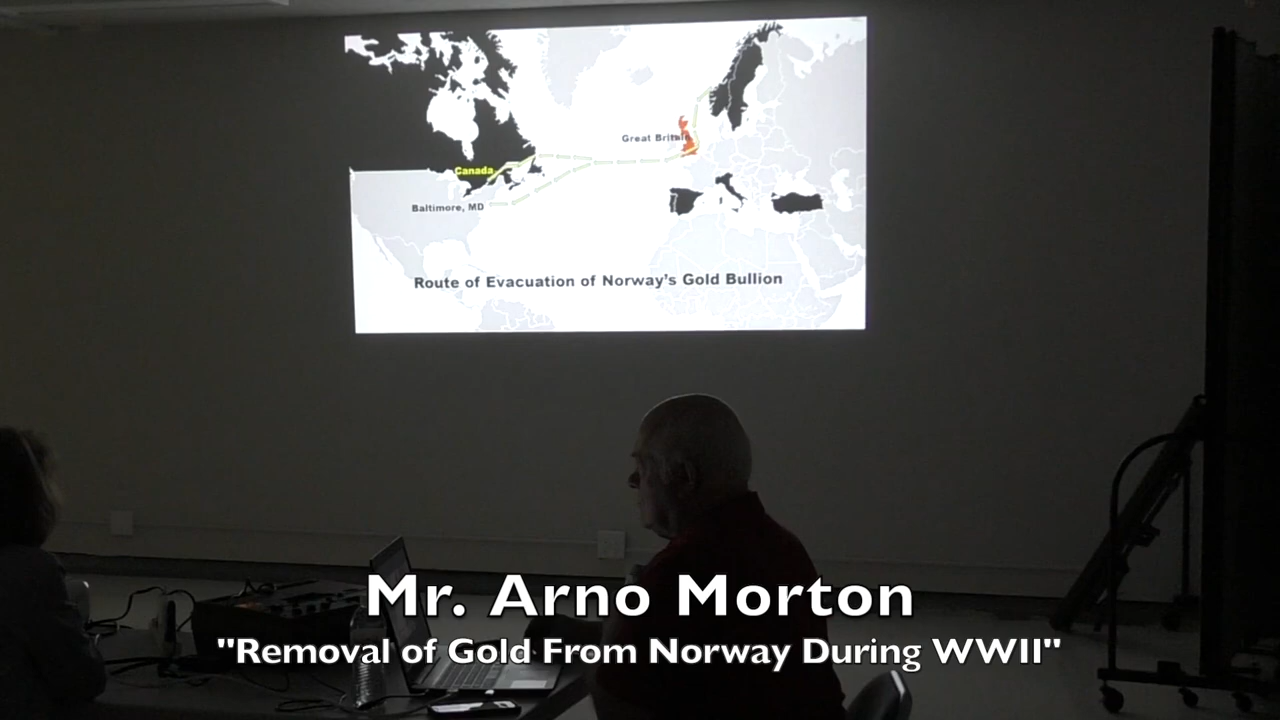 Great Britain
Canada
Baltimore, MD
Route of Evacuation of Norway's Gold Bullion
Mr. Arno Morton
"Removal of Gold From Norway During WWII"